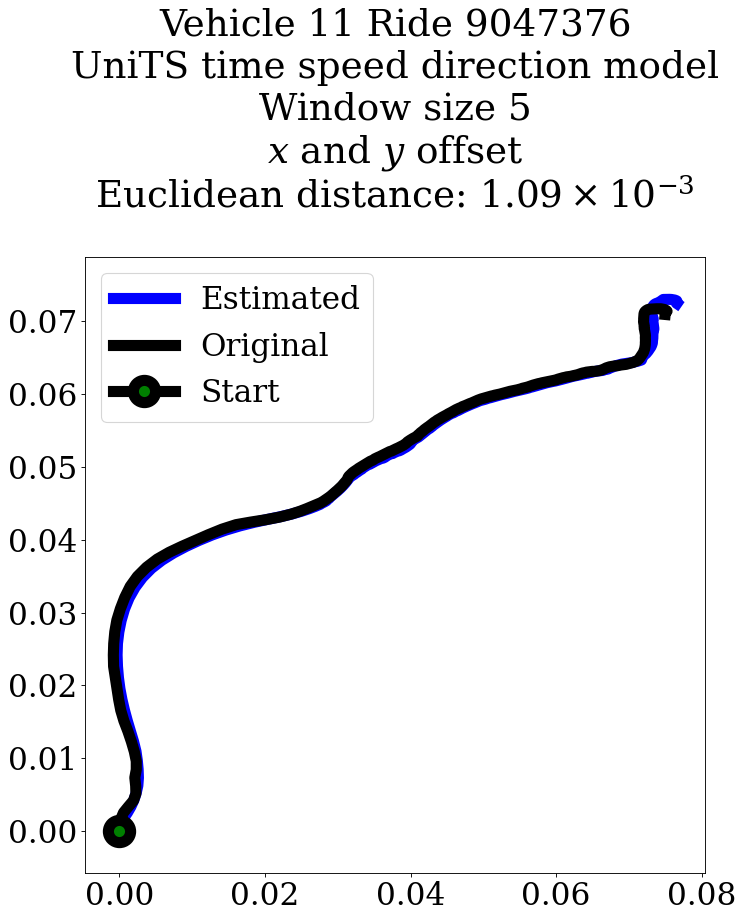 Vehicle 11 Ride 9047376
UniTS time speed direction model
Window size 5
x and y offset
Euclidean distance: 1.09 × 10⁻³
Estimated
Original
Start
0.07
0.06
0.05
0.04
0.03
0.02
0.01
0.00
0.00 0.02 0.04 0.06 0.08